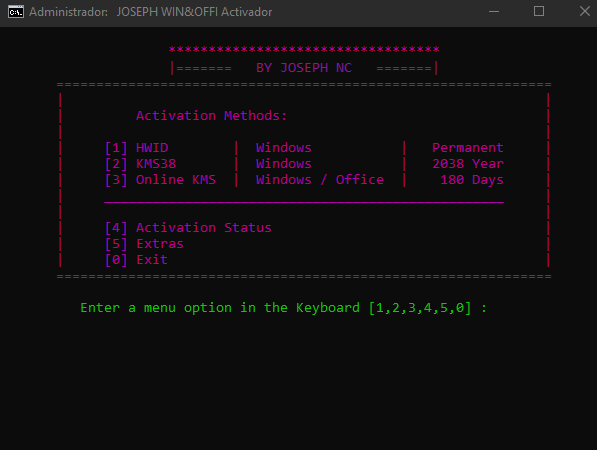 Administrador:  JOSEPH WIN&OFFI Activador
**********************************
|=======   BY JOSEPH NC   =======|
==============================================================
Activation Methods:
[1] HWID        |  Windows           |   Permanent
[2] KMS38       |  Windows           |   2038 Year
[3] Online KMS  |  Windows / Office  |    180 Days
__________________________________________________
[4] Activation Status
[5] Extras
[0] Exit
==============================================================
Enter a menu option in the Keyboard [1,2,3,4,5,0] :